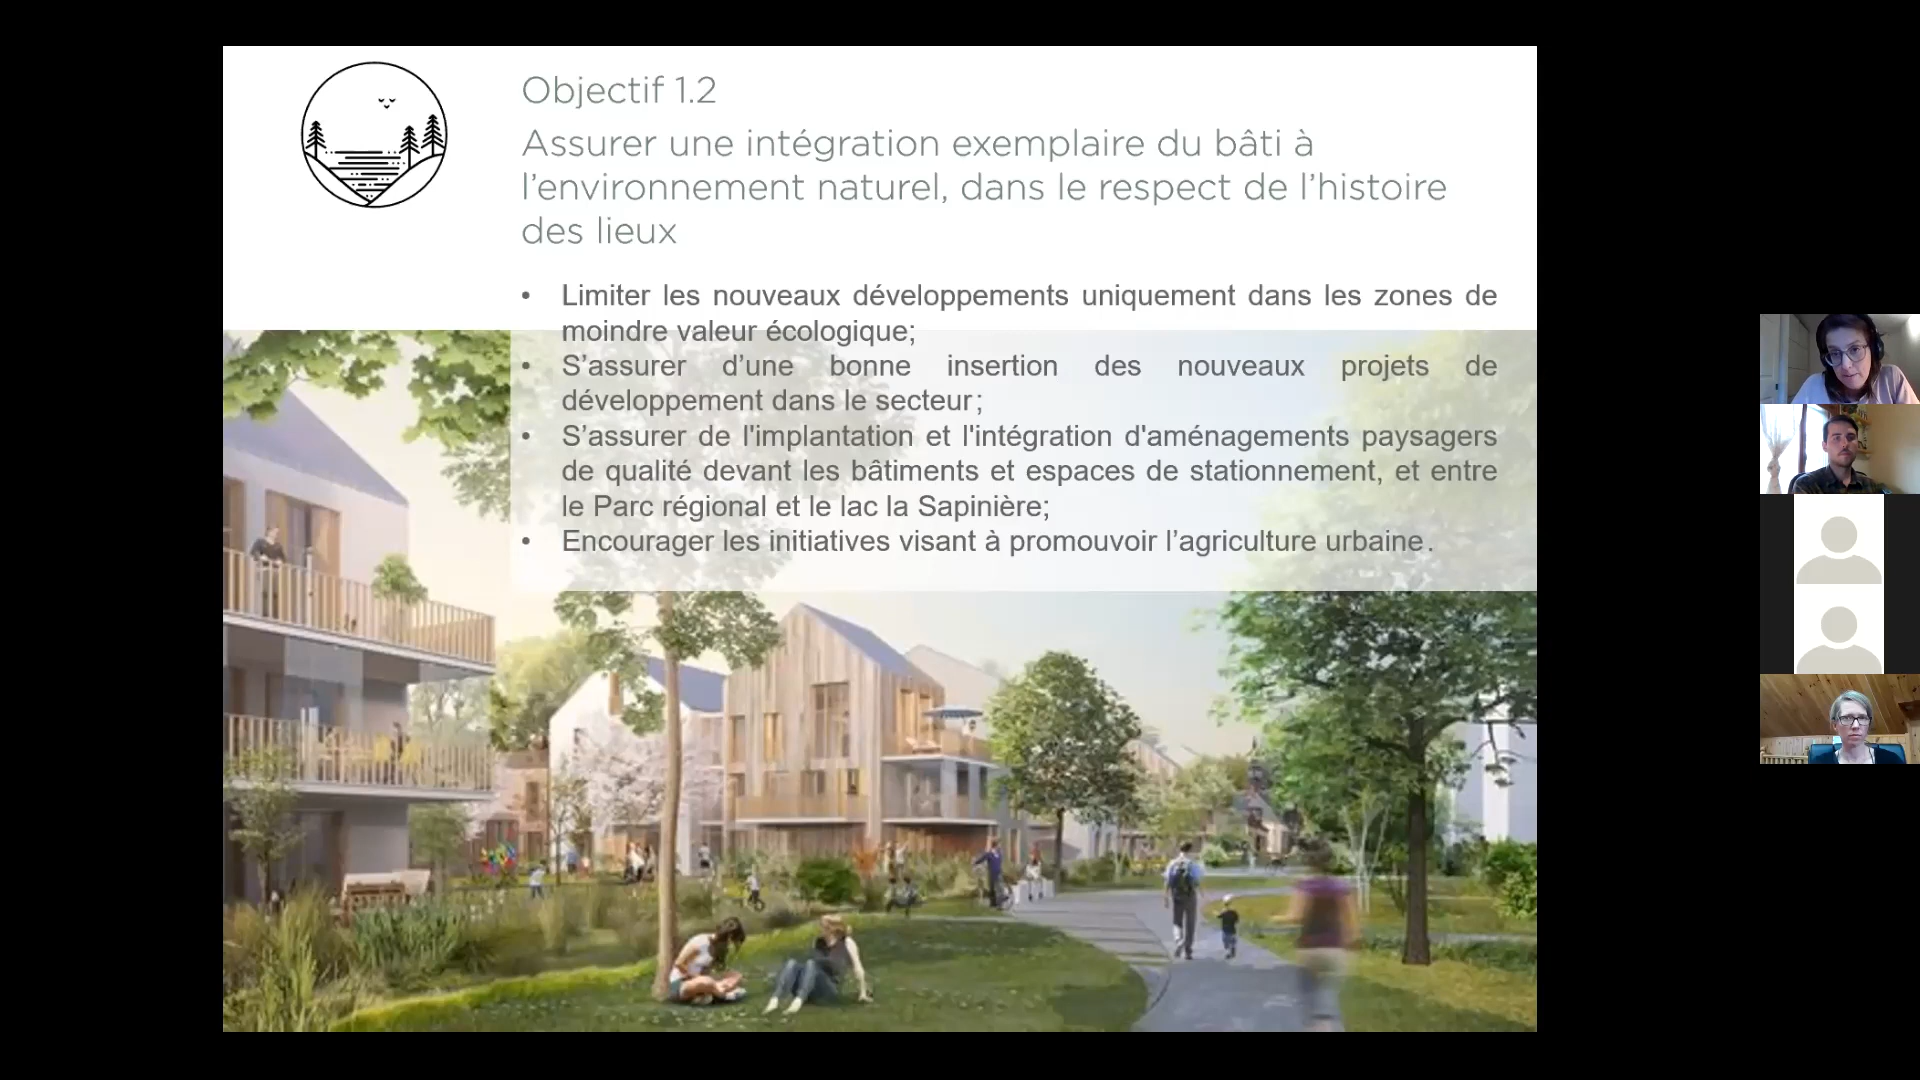 Objectif 1.2
Assurer une intégration exemplaire du bâti à
l’environnement naturel, dans le respect de l’histoire
des lieux
• Limiter les nouveaux développements uniquement dans les zones de
moindre valeur écologique;
• S’assurer d’une bonne insertion des nouveaux projets de
développement dans le secteur;
• S’assurer de l'implantation et l'intégration d'aménagements paysagers
de qualité devant les bâtiments et espaces de stationnement, et entre
le Parc régional et le lac la Sapinière;
• Encourager les initiatives visant à promouvoir l’agriculture urbaine.